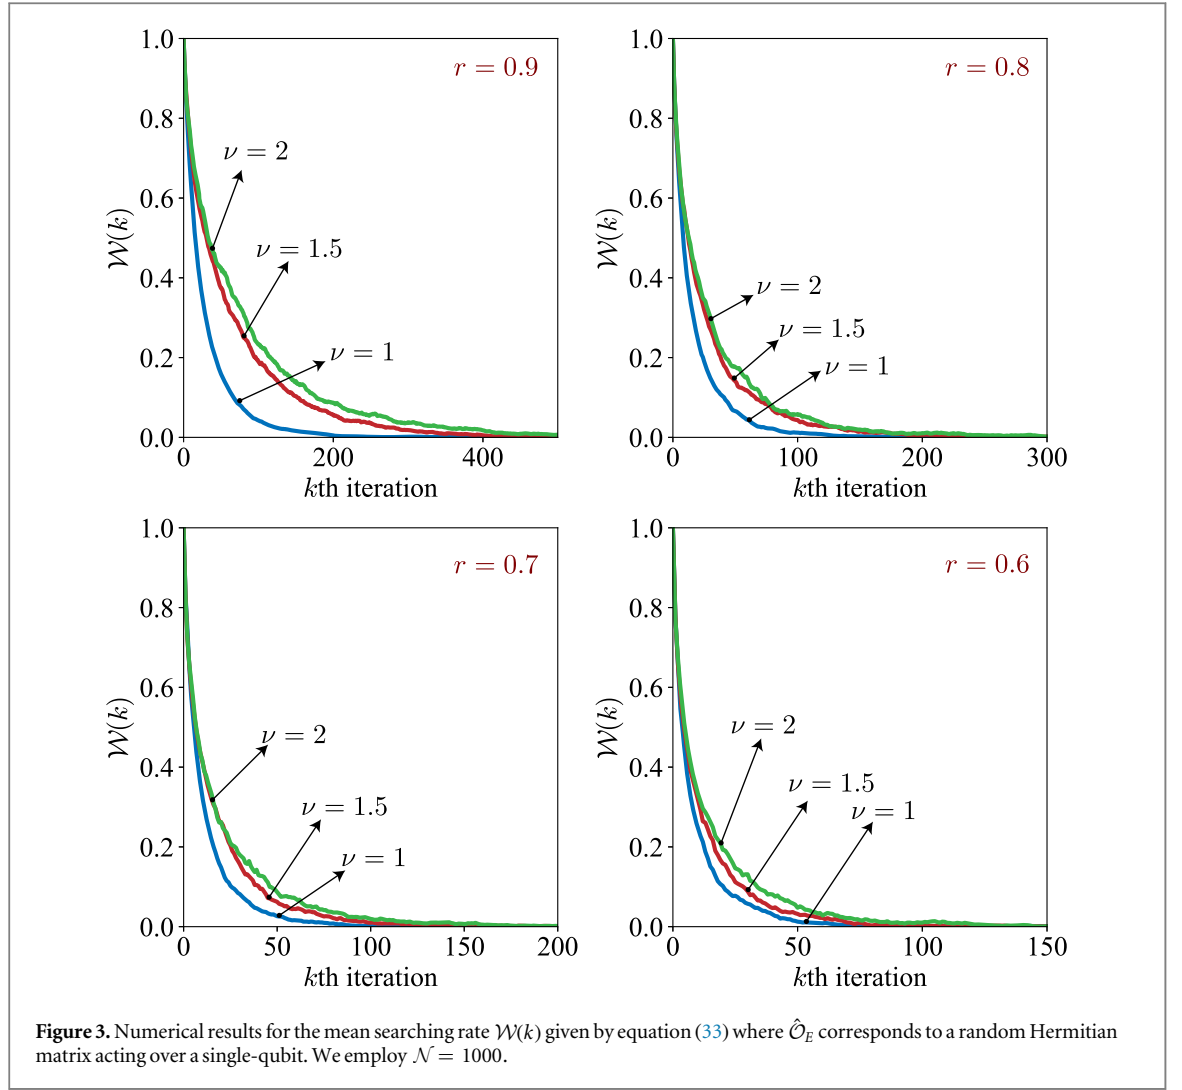 1.0
0.8
0.6
0.4
0.2
0.0
0 200 400
𝒲(k)
kth iteration
r = 0.9
ν = 2
ν = 1.5
ν = 1
1.0
0.8
0.6
0.4
0.2
0.0
0 100 200 300
𝒲(k)
kth iteration
r = 0.8
ν = 2
ν = 1.5
ν = 1
1.0
0.8
0.6
0.4
0.2
0.0
0 50 100 150 200
𝒲(k)
kth iteration
r = 0.7
ν = 2
ν = 1.5
ν = 1
1.0
0.8
0.6
0.4
0.2
0.0
0 50 100 150
𝒲(k)
kth iteration
r = 0.6
ν = 2
ν = 1.5
ν = 1
Figure 3. Numerical results for the mean searching rate 𝒲(k) given by equation (33) where 𝒪̂_E corresponds to a random Hermitian
matrix acting over a single-qubit. We employ 𝒩 = 1000.